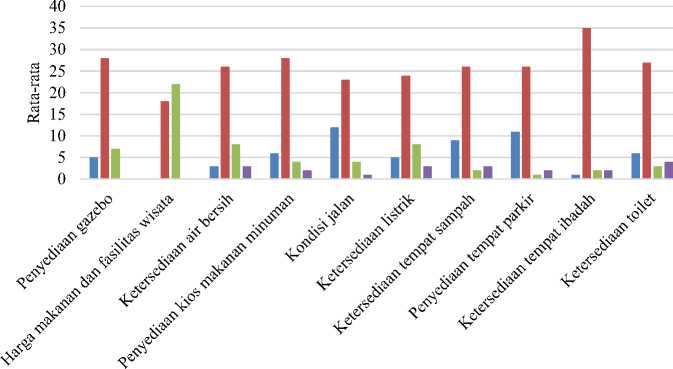 40
35
30
25
20
15
10
5
0
Rata-rata
Penyediaan gazebo
Harga makanan dan fasilitas wisata
Ketersediaan air bersih
Penyediaan kios makanan minuman
Kondisi jalan
Ketersediaan listrik
Ketersediaan tempat sampah
Penyediaan tempat parkir
Ketersediaan tempat ibadah
Ketersediaan toilet